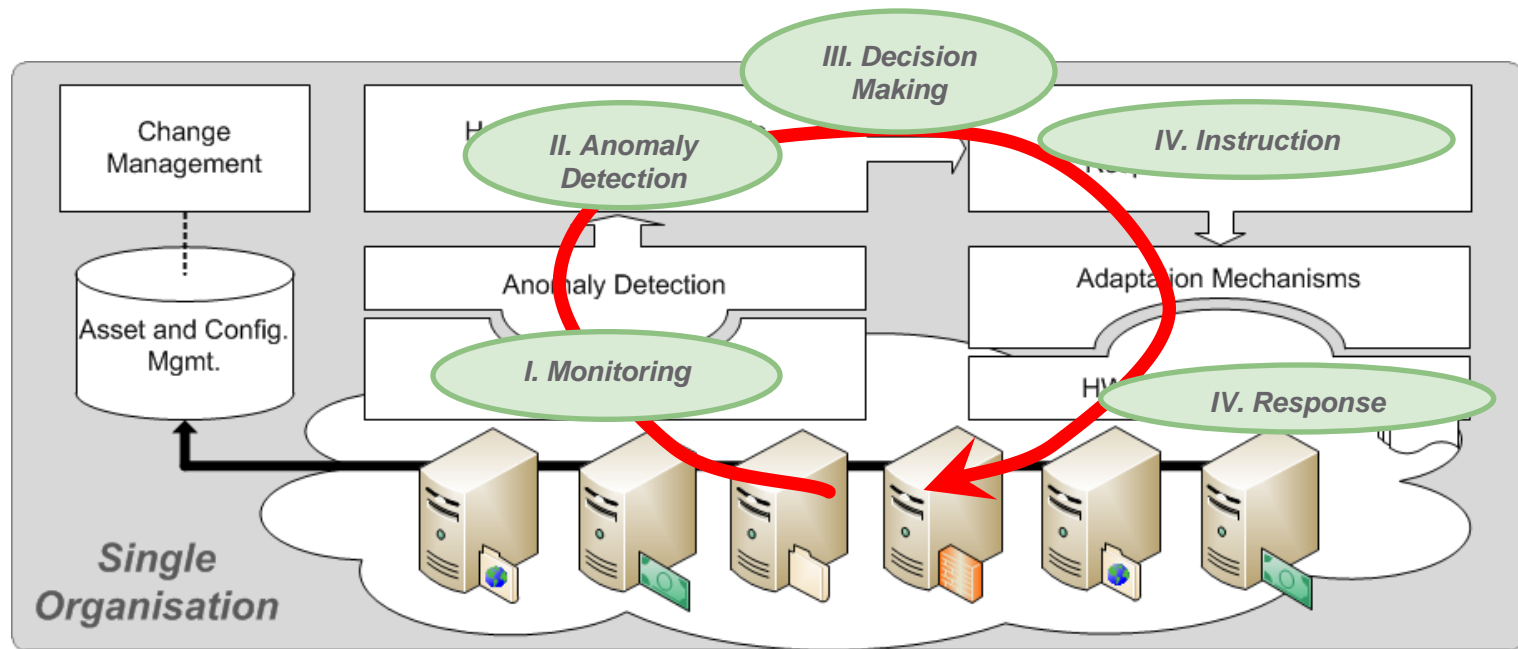 III. Decision
Making
Change
Management
II. Anomaly
Detection
IV. Instruction
Anomaly Detection
Adaptation Mechanisms
Asset and Config.
Mgmt.
I. Monitoring
IV. Response
Single
Organisation